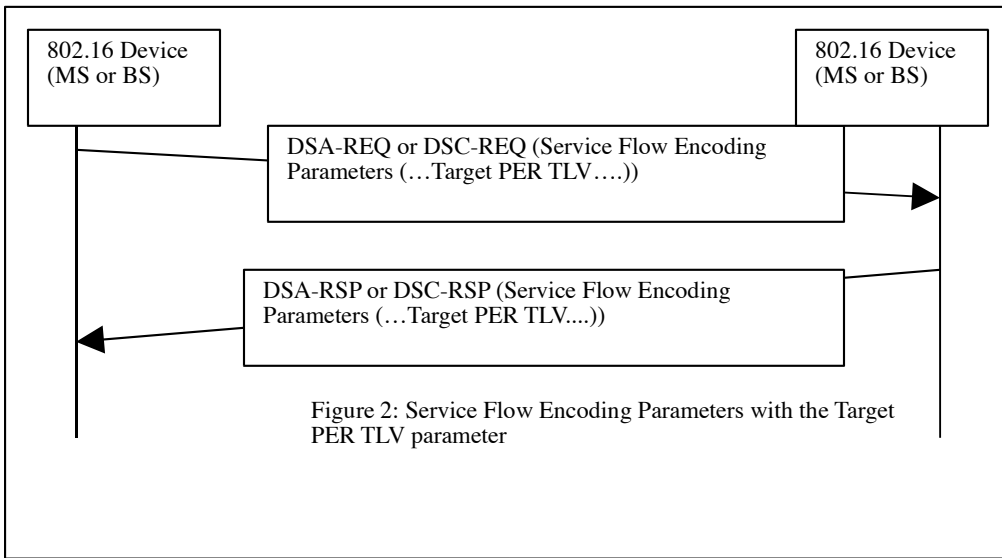 802.16 Device
(MS or BS)
802.16 Device
(MS or BS)
DSA-REQ or DSC-REQ (Service Flow Encoding
Parameters (…Target PER TLV….))
DSA-RSP or DSC-RSP (Service Flow Encoding
Parameters (…Target PER TLV....))
Figure 2: Service Flow Encoding Parameters with the Target
PER TLV parameter